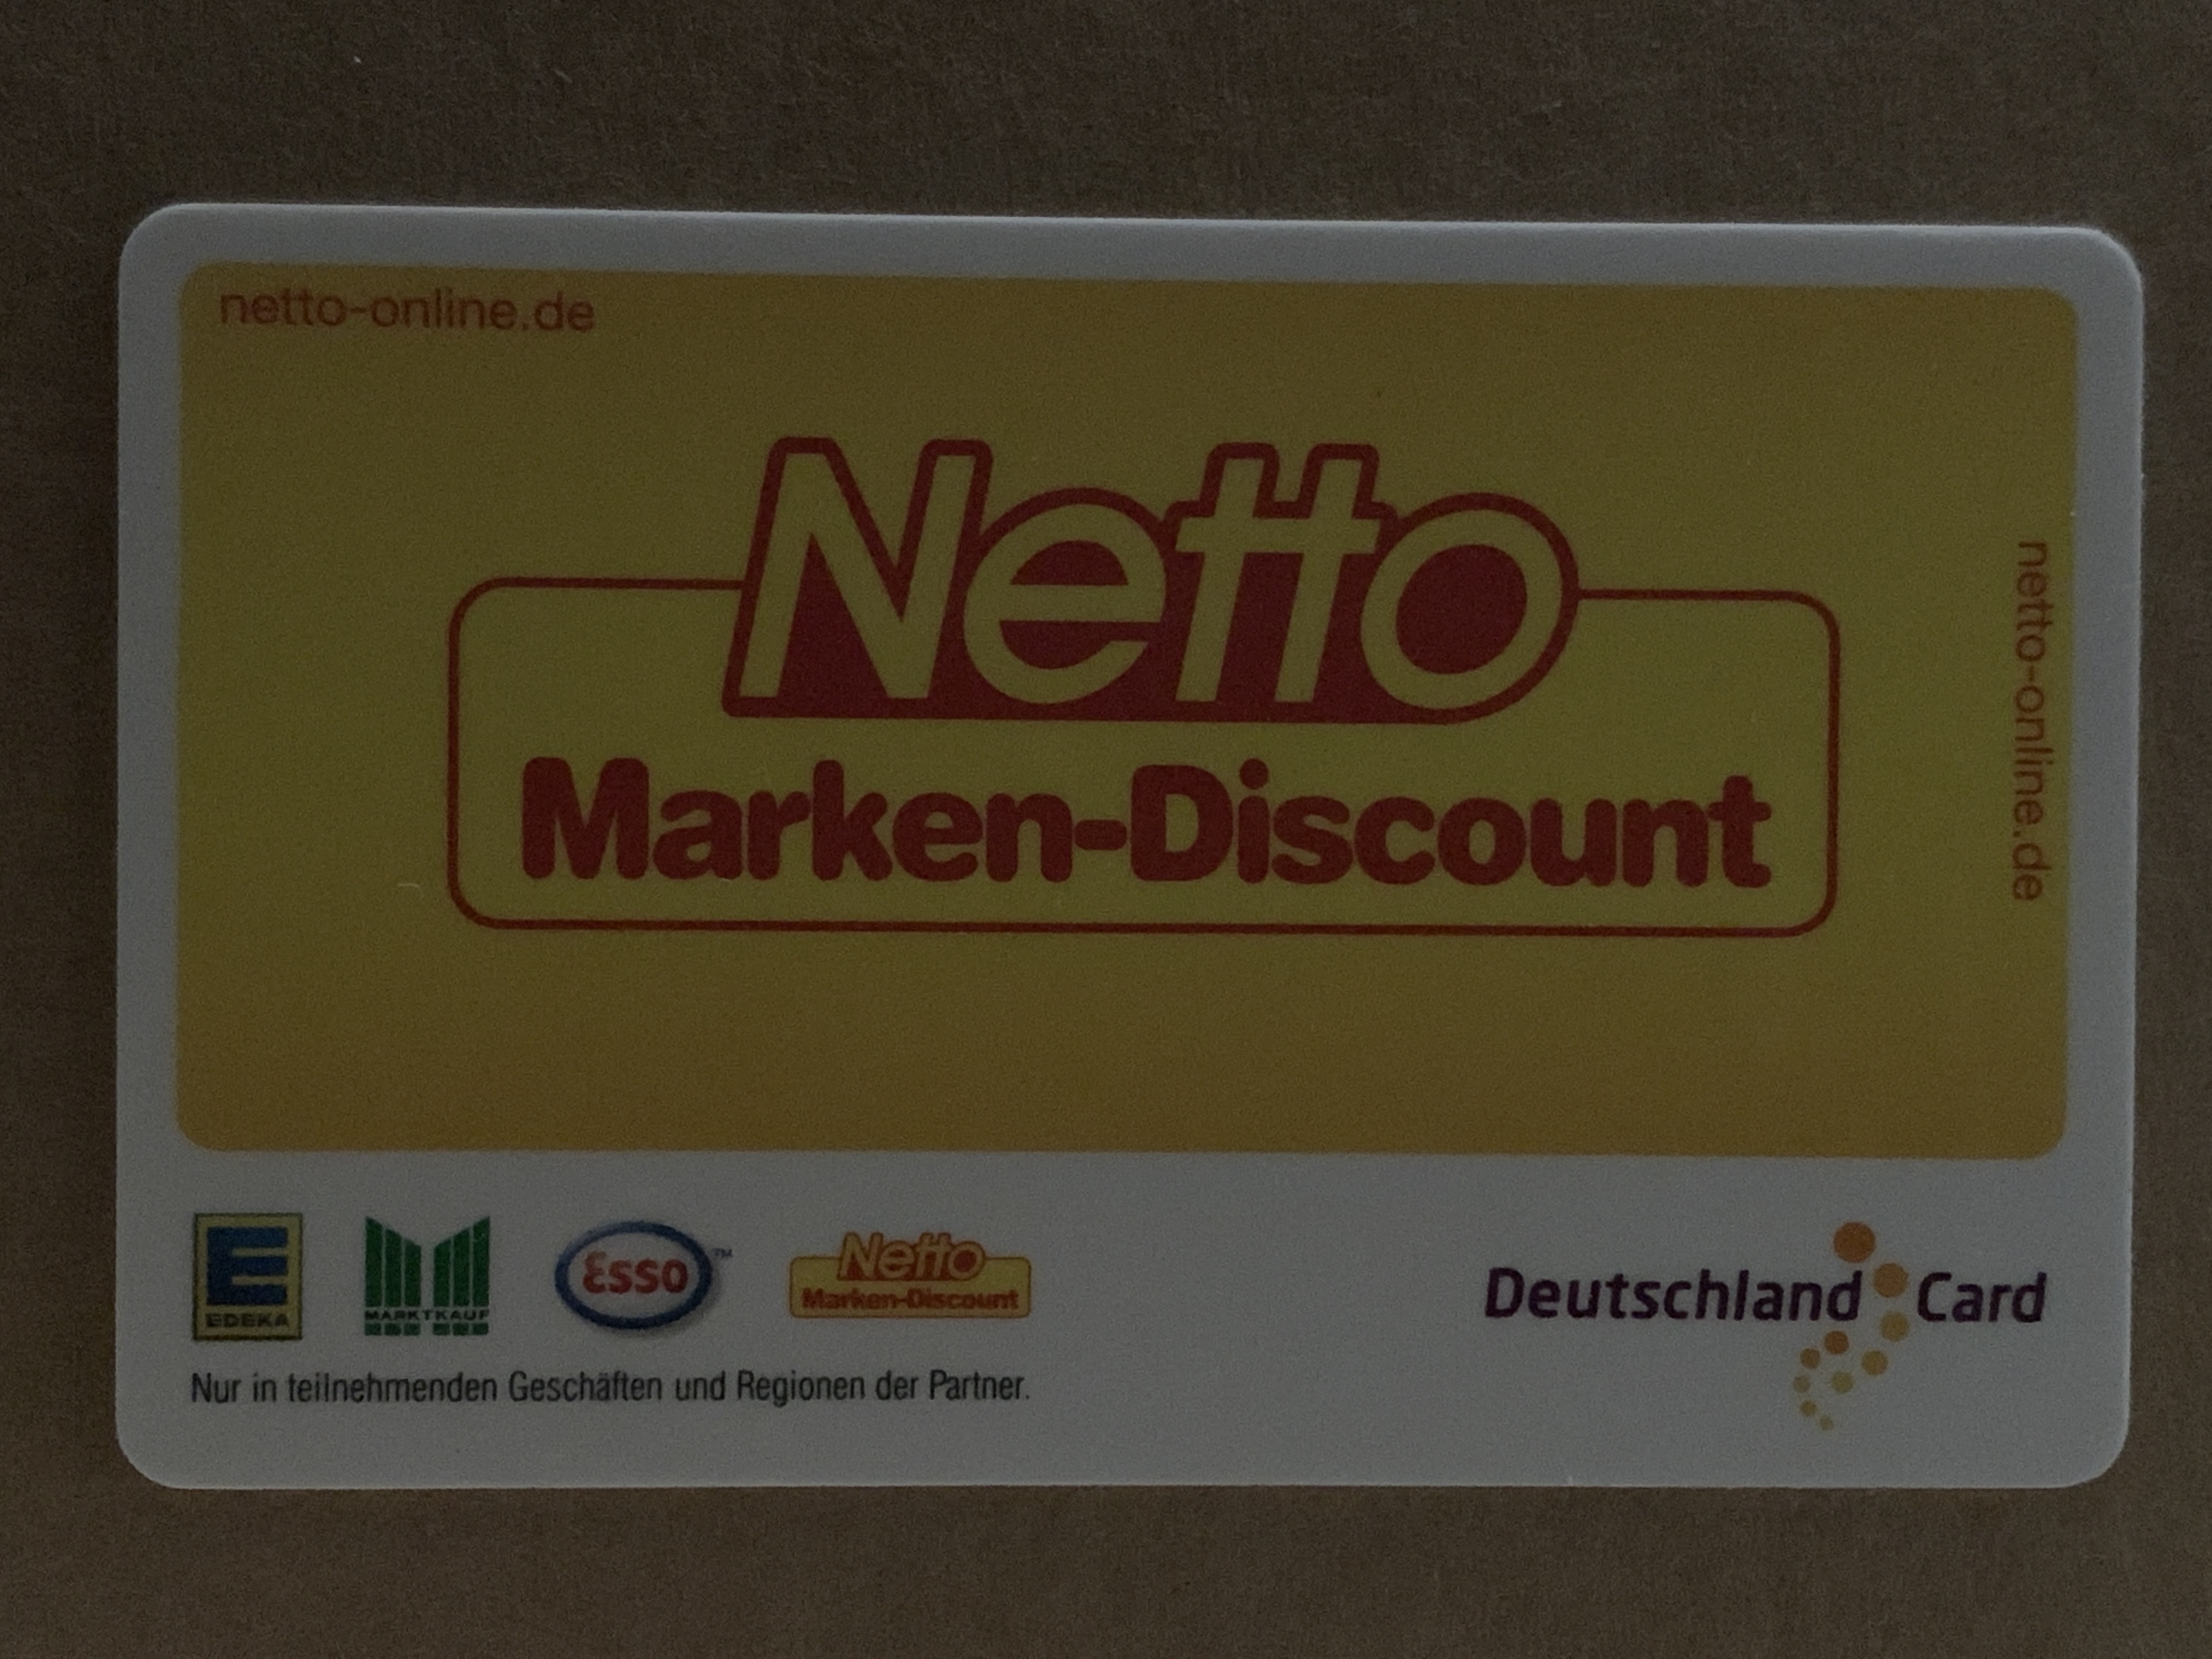 netto-online.de
Netto
Marken-Discount
netto-online.de
EDEKA
MARKTKAUF
Esso™
Netto
Marken-Discount
Deutschland Card
Nur in teilnehmenden Geschäften und Regionen der Partner.